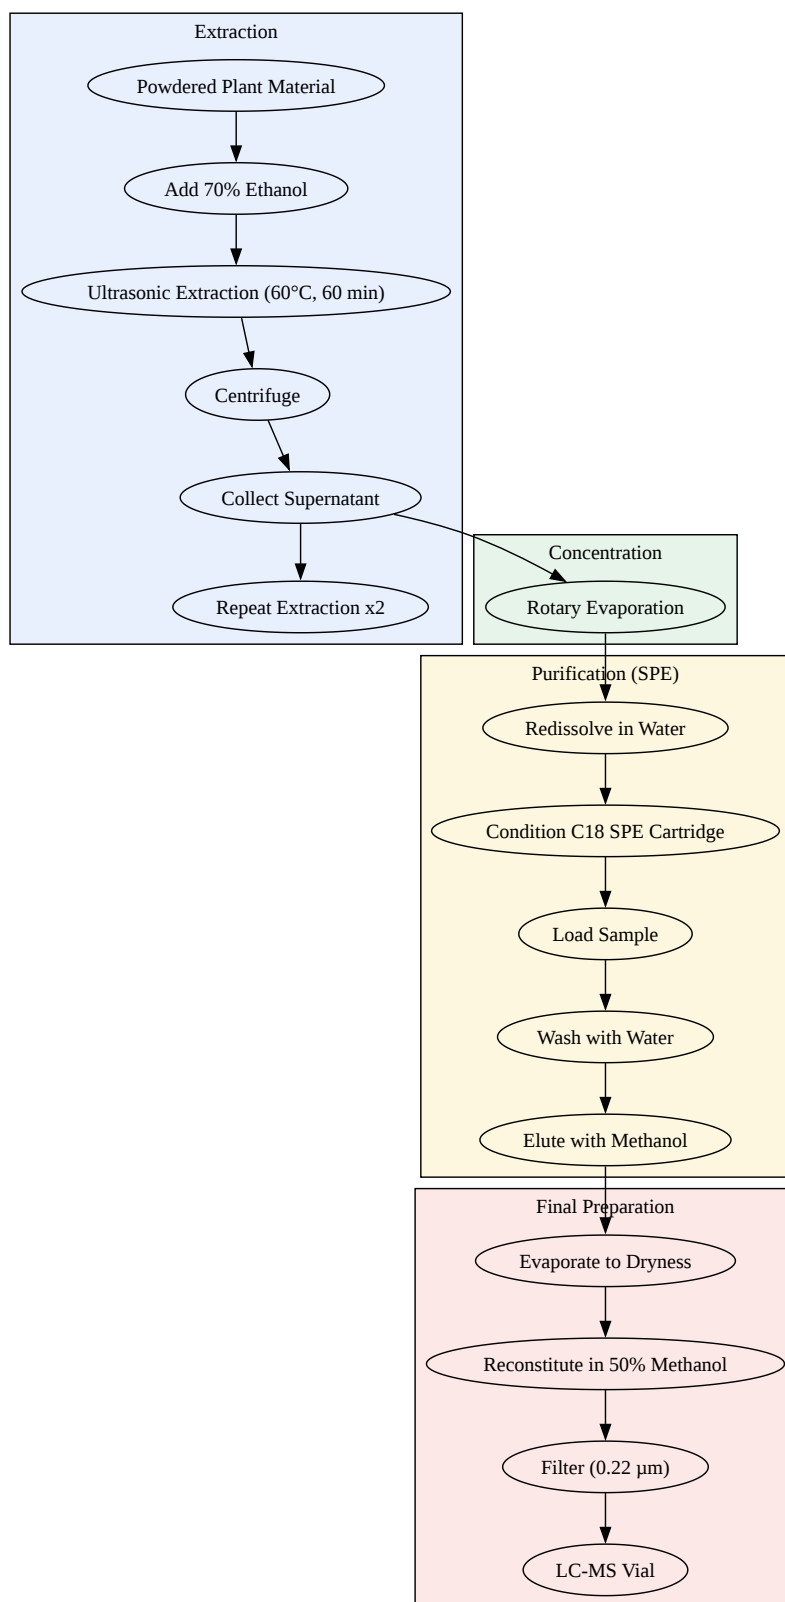 Extraction
Powdered Plant Material
Add 70% Ethanol
Ultrasonic Extraction (60°C, 60 min)
Centrifuge
Collect Supernatant
Repeat Extraction x2
Concentration
Rotary Evaporation
Purification (SPE)
Redissolve in Water
Condition C18 SPE Cartridge
Load Sample
Wash with Water
Elute with Methanol
Final Preparation
Evaporate to Dryness
Reconstitute in 50% Methanol
Filter (0.22 µm)
LC-MS Vial